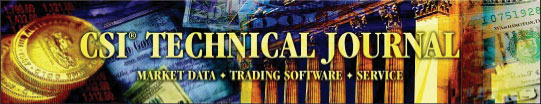 CSI® TECHNICAL JOURNAL
MARKET DATA ♦ TRADING SOFTWARE ♦ SERVICE